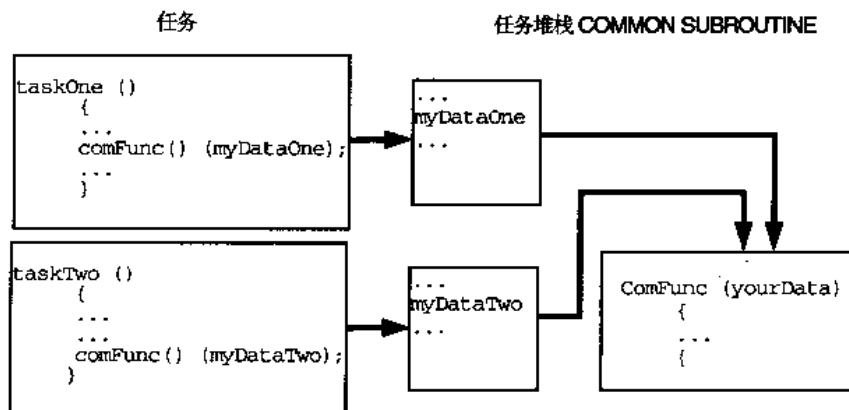 任务
任务堆栈 COMMON SUBROUTINE
taskOne ()
{
...
comFunc() (myDataOne);
...
}
...
myDataOne
...
taskTwo ()
{
...
...
comFunc() (myDataTwo);
}
...
myDataTwo
...
ComFunc (yourData)
{
...
{